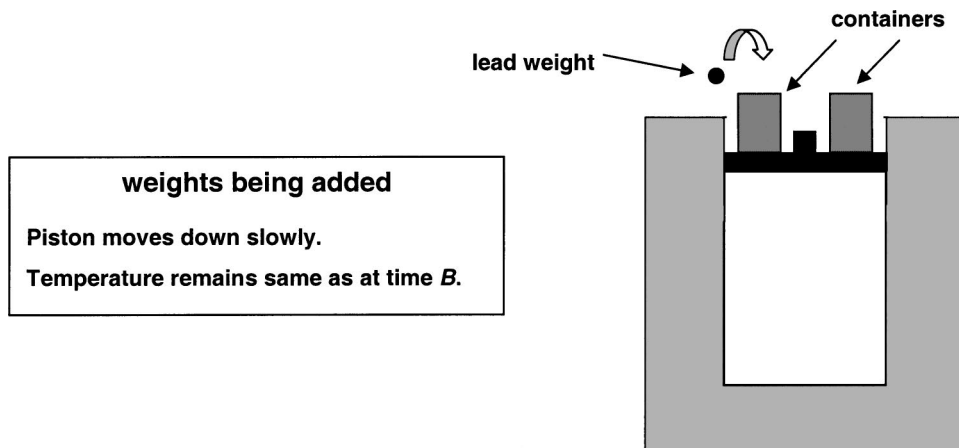 containers
lead weight
weights being added
Piston moves down slowly.
Temperature remains same as at time B.